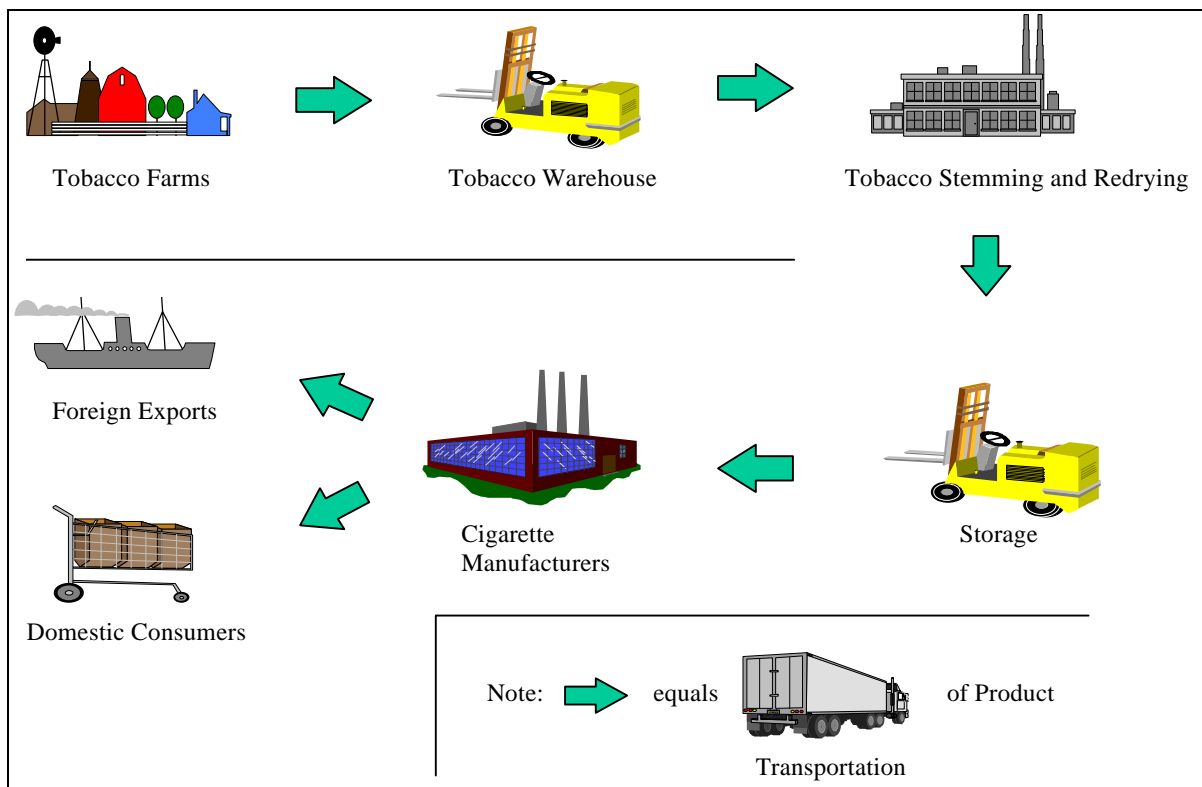 Tobacco Farms
Tobacco Warehouse
Tobacco Stemming and Redrying
Foreign Exports
Cigarette
Manufacturers
Storage
Domestic Consumers
Note: equals of Product
Transportation